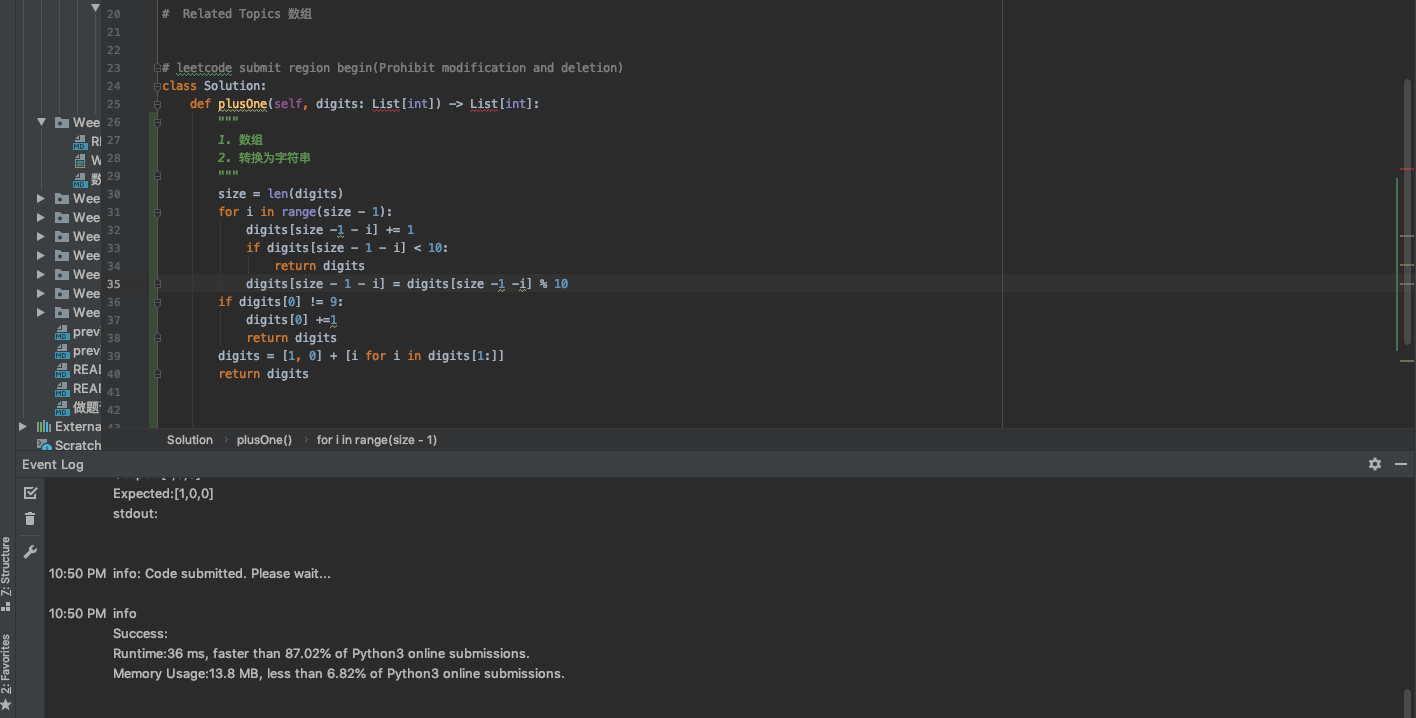 20 #  Related Topics 数组
21
22
23 # leetcode submit region begin(Prohibit modification and deletion)
24 class Solution:
25 def plusOne(self, digits: List[int]) -> List[int]:
Wee 26 """
27 1. 数组
28 2. 转换为字符串
数 29 """
30 size = len(digits)
Wee
31 for i in range(size - 1):
Wee
32 digits[size -1 - i] += 1
Wee
33 if digits[size - 1 - i] < 10:
Wee
34 return digits
Wee
35 digits[size - 1 - i] = digits[size -1 -i] % 10
Wee
36 if digits[0] != 9:
Wee
37 digits[0] +=1
prev
38 return digits
prev
39 digits = [1, 0] + [i for i in digits[1:]]
REA
40 return digits
REA
41
42
做题
Externa
Scratch
Solution › plusOne() › for i in range(size - 1)
Event Log
Expected:[1,0,0]
stdout:
10:50 PM info: Code submitted. Please wait...
10:50 PM info
Success:
Runtime:36 ms, faster than 87.02% of Python3 online submissions.
Memory Usage:13.8 MB, less than 6.82% of Python3 online submissions.
7: Structure
2: Favorites